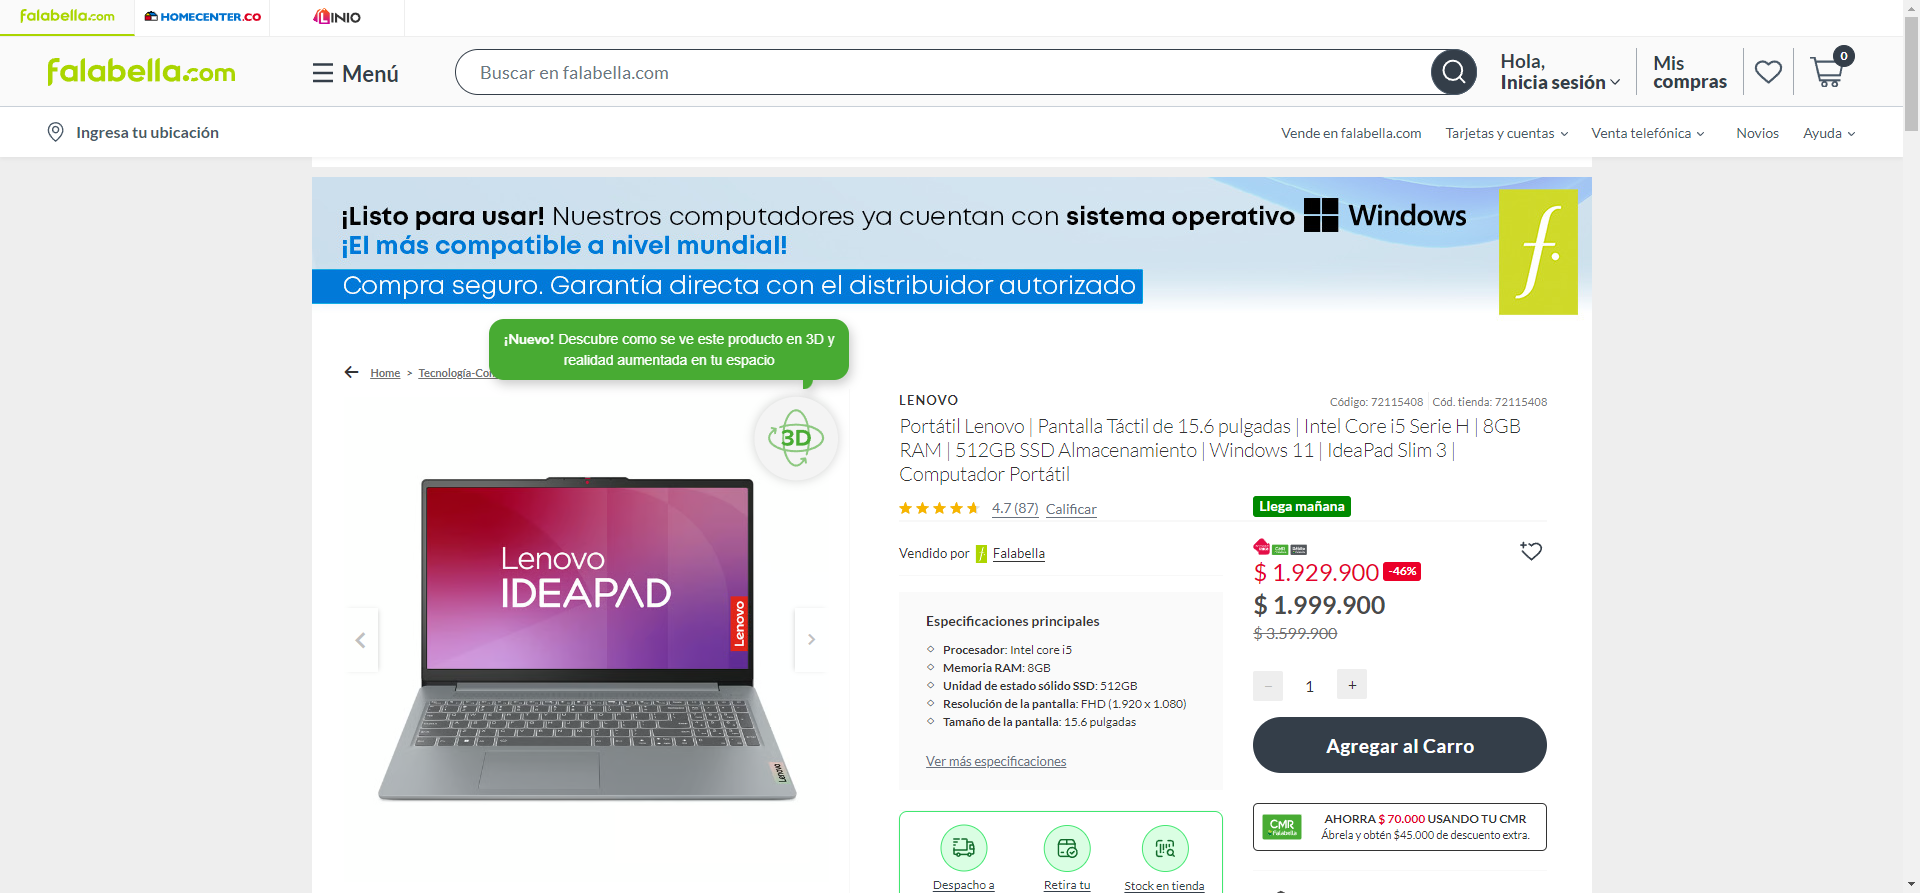 falabella.com
HOMECENTER.CO
LINIO
falabella.com
Menú
Buscar en falabella.com
Hola,
Inicia sesión
Mis
compras
0
Ingresa tu ubicación
Vende en falabella.com
Tarjetas y cuentas
Venta telefónica
Novios
Ayuda
¡Listo para usar! Nuestros computadores ya cuentan con sistema operativo Windows
¡El más compatible a nivel mundial!
Compra seguro. Garantía directa con el distribuidor autorizado
f.
¡Nuevo! Descubre como se ve este producto en 3D y
realidad aumentada en tu espacio
Home > Tecnología-Con
3D
Lenovo
IDEAPAD
Lenovo
Lenovo
LENOVO
Código: 72115408 Cód. tienda: 72115408
Portátil Lenovo | Pantalla Táctil de 15.6 pulgadas | Intel Core i5 Serie H | 8GB
RAM | 512GB SSD Almacenamiento | Windows 11 | IdeaPad Slim 3 |
Computador Portátil
4.7 (87) Calificar
Vendido por f Falabella
Especificaciones principales
Procesador: Intel core i5
Memoria RAM: 8GB
Unidad de estado sólido SSD: 512GB
Resolución de la pantalla: FHD (1.920 x 1.080)
Tamaño de la pantalla: 15.6 pulgadas
Ver más especificaciones
Despacho a
Retira tu
Stock en tienda
Llega mañana
$ 1.929.900 -46%
$ 1.999.900
$ 3.599.900
- 1 +
Agregar al Carro
CMR
Falabella
AHORRA $ 70.000 USANDO TU CMR
Ábrela y obtén $45.000 de descuento extra.